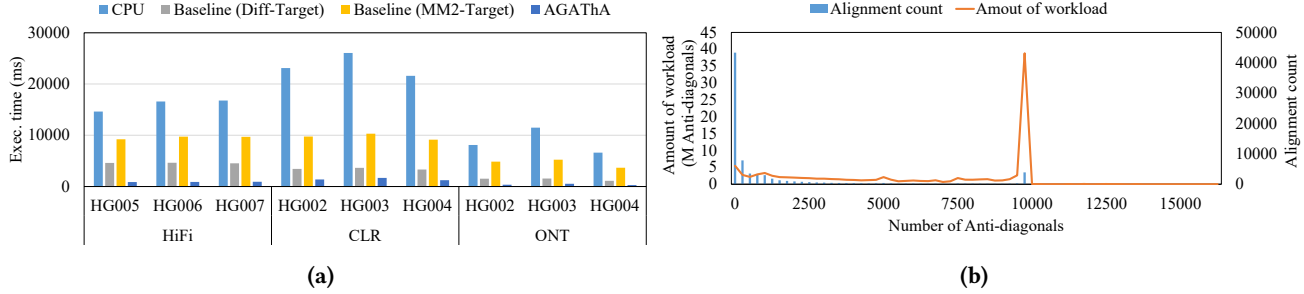 CPU Baseline (Diff-Target) Baseline (MM2-Target) AGAThA
30000
20000
10000
0
Exec. time (ms)
HG005 HG006 HG007 HG002 HG003 HG004 HG002 HG003 HG004
HiFi CLR ONT
(a)
Alignment count Amout of workload
45
40
35
30
25
20
15
10
5
0
Amount of workload
(M Anti-diagonals)
50000
40000
30000
20000
10000
0
Alignment count
0 2500 5000 7500 10000 12500 15000
Number of Anti-diagonals
(b)